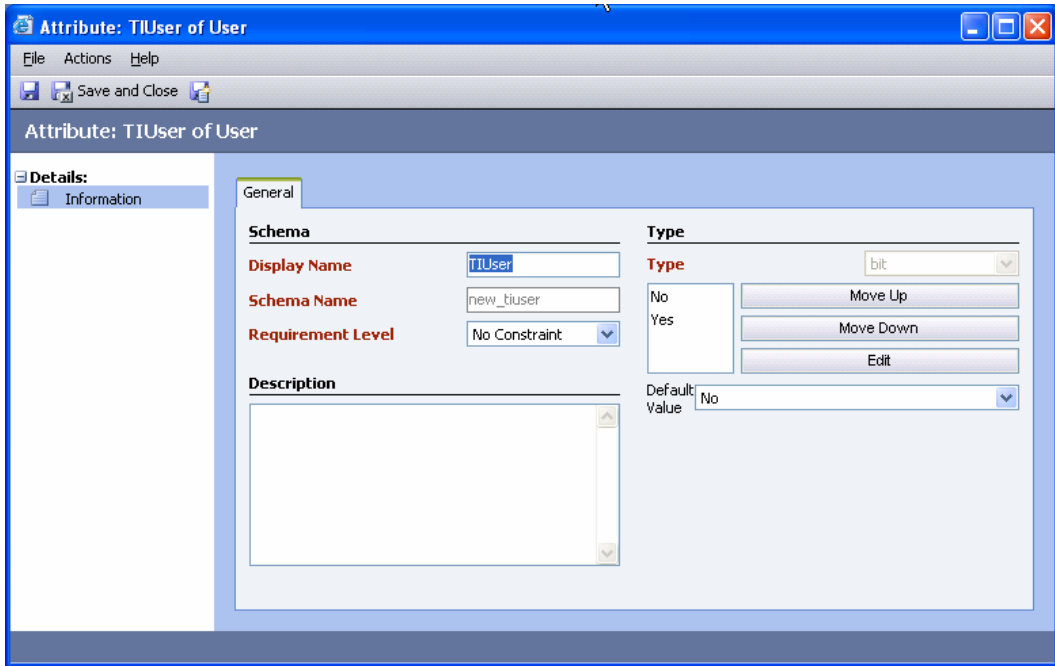 Attribute: TIUser of User
File Actions Help
Save and Close
Attribute: TIUser of User
Details:
Information
General
Schema
Display Name TIUser
Schema Name new_tiuser
Requirement Level No Constraint
Description
Type
Type bit
No
Yes
Move Up
Move Down
Edit
Default Value No